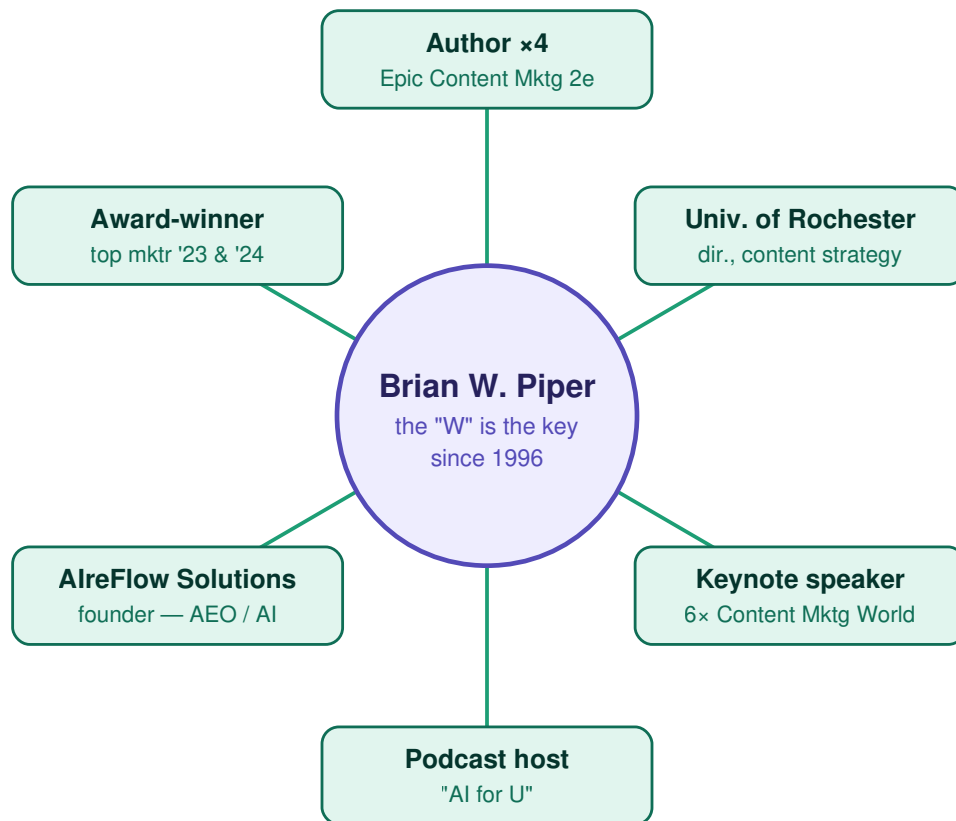 Author ×4
Epic Content Mktg 2e
Award-winner
top mktr '23 & '24
Univ. of Rochester
dir., content strategy
Brian W. Piper
the "W" is the key
since 1996
AIreFlow Solutions
founder — AEO / AI
Keynote speaker
6× Content Mktg World
Podcast host
"AI for U"